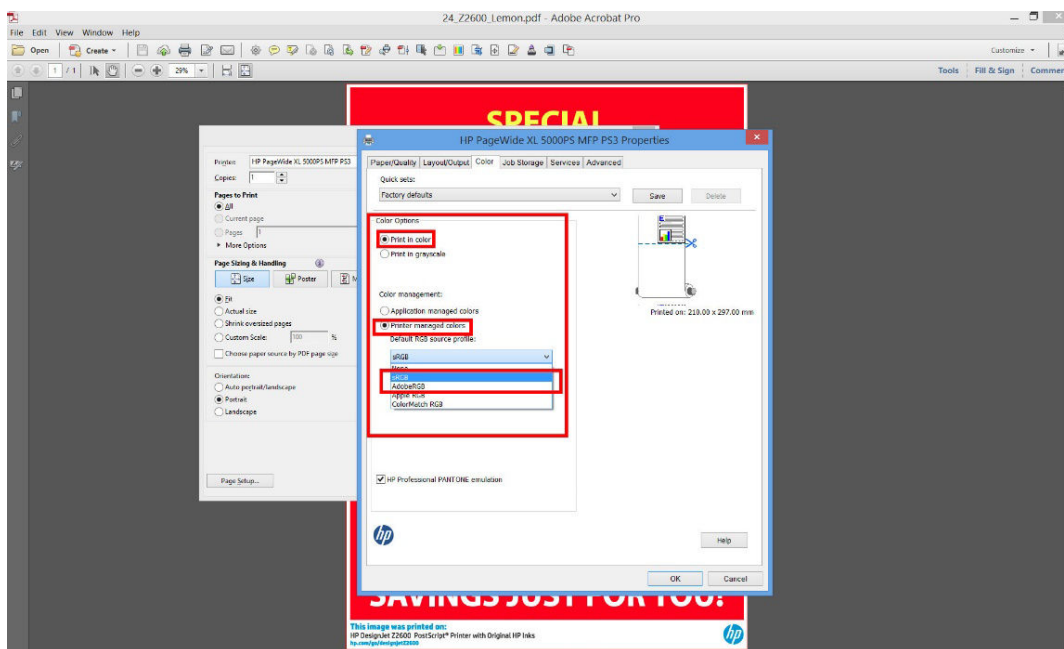 24_Z2600_Lemon.pdf - Adobe Acrobat Pro
File Edit View Window Help
Open Create Customize
1 / 1 29% Tools Fill & Sign Commen
SPECIAL
HP PageWide XL 5000PS MFP PS3 Properties
Printer: HP PageWide XL 5000PS MFP PS3
Copies: 1
Pages to Print
All
Current page
Pages 1
More Options
Page Sizing & Handling
Size Poster M
Fit
Actual size
Shrink oversized pages
Custom Scale: 100 %
Choose paper source by PDF page size
Orientation:
Auto portrait/landscape
Portrait
Landscape
Page Setup...
Paper/Quality Layout/Output Color Job Storage Services Advanced
Quick sets:
Factory defaults Save Delete
Color Options
Print in color
Print in grayscale
Color management:
Application managed colors
Printer managed colors
Default RGB source profile:
sRGB
None
sRGB
AdobeRGB
Apple RGB
ColorMatch RGB
HP Professional PANTONE emulation
Printed on: 210.00 x 297.00 mm
hp
Help
OK Cancel
SAVINGS JUST FOR YOU!
This image was printed on:
HP DesignJet Z2600 PostScript® Printer with Original HP Inks
hp.com/go/designjetZ2600
hp